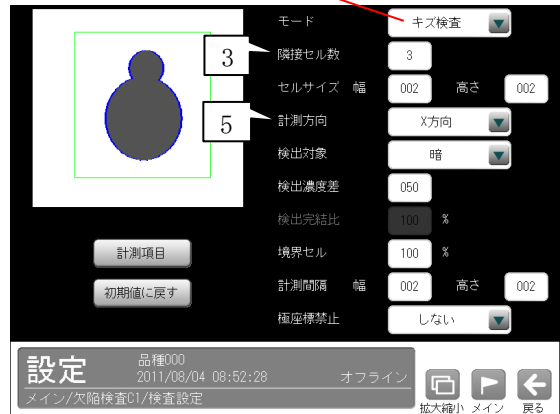 モード キズ検査
3 隣接セル数 3
セルサイズ 幅 002 高さ 002
5 計測方向 X方向
検出対象 暗
検出濃度差 050
検出完結比 100 %
境界セル 100 %
計測間隔 幅 002 高さ 002
極座標禁止 しない
計測項目
初期値に戻す
設定 品種000
2011/08/04 08:52:28 オフライン
メイン/欠陥検査C1/検査設定
拡大縮小 メイン 戻る